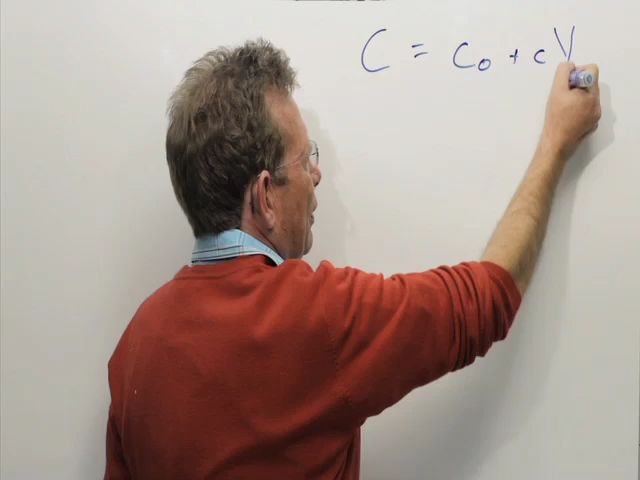 C = C₀ + cY